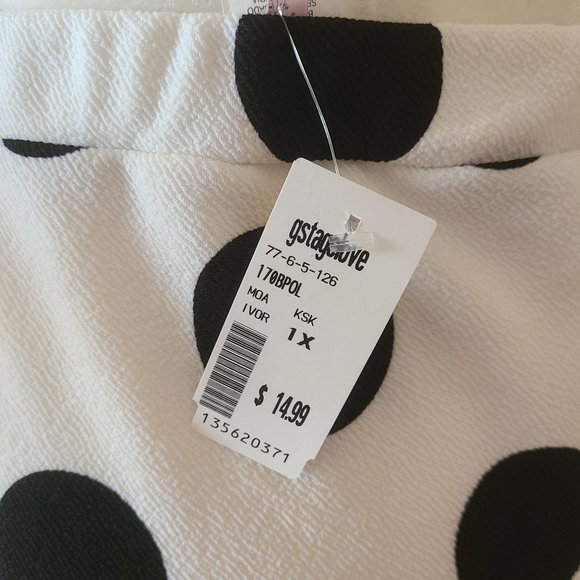 gstagelove
77-6-5-126
170BPOL
MOA KSK
IVOR 1X
$ 14.99
135620371